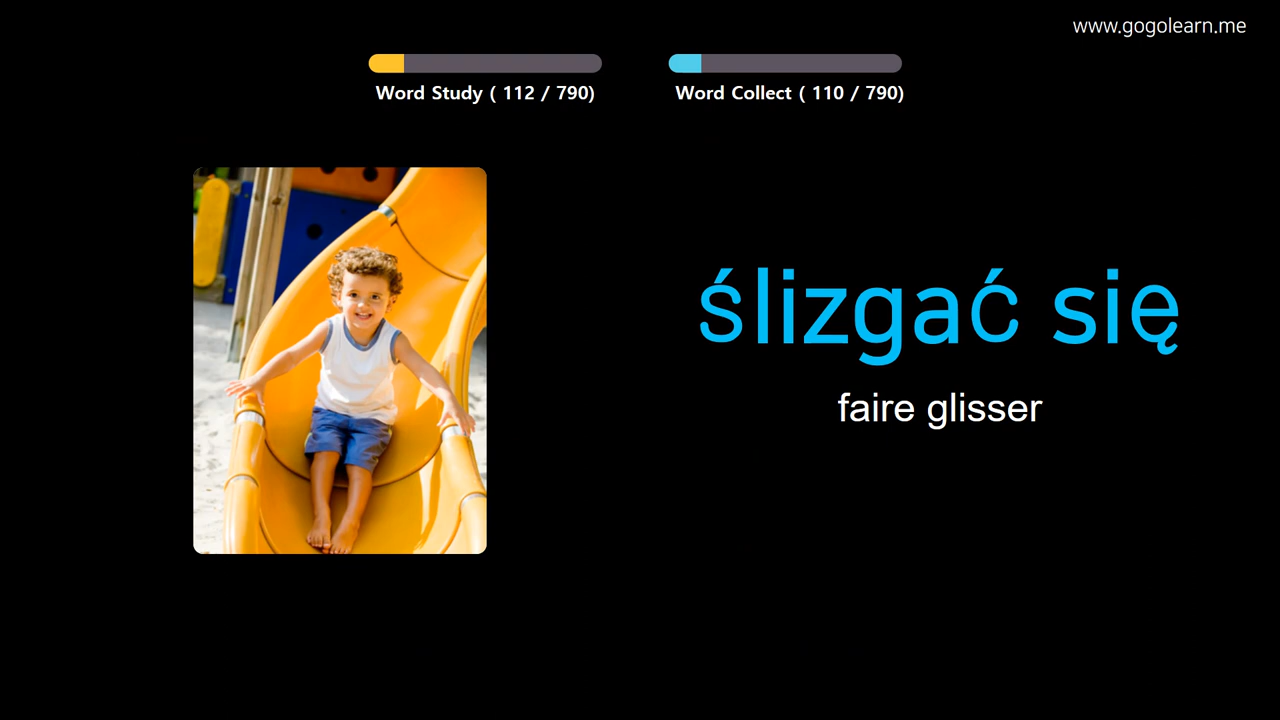 www.gogolearn.me
Word Study ( 112 / 790)
Word Collect ( 110 / 790)
ślizgać się
faire glisser